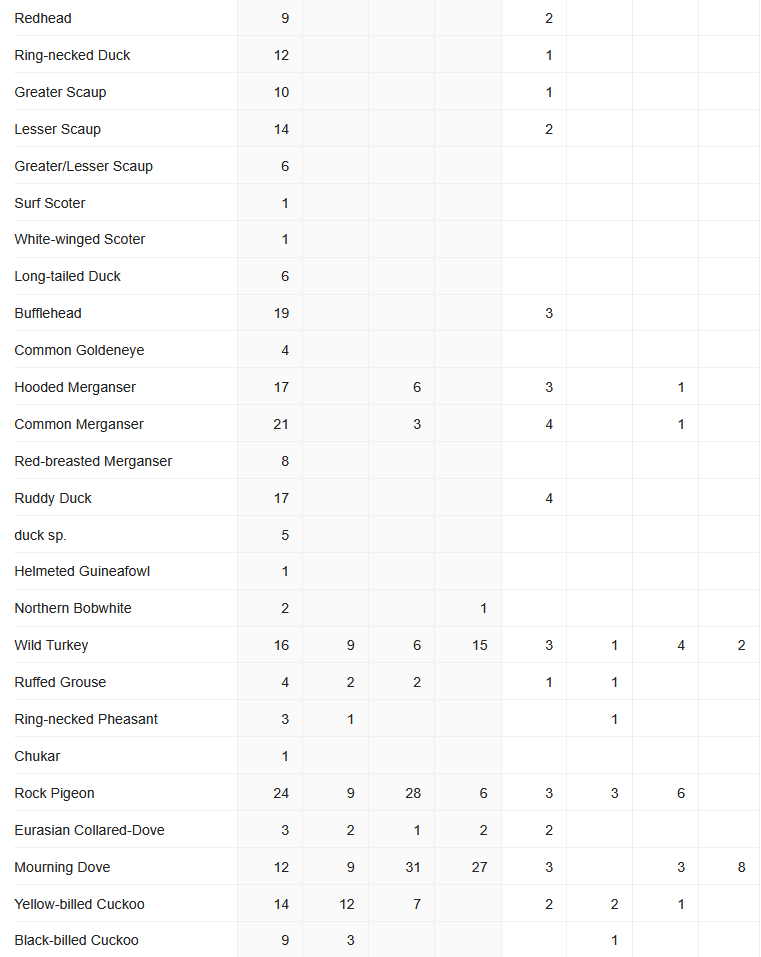 Redhead 9 2
Ring-necked Duck 12 1
Greater Scaup 10 1
Lesser Scaup 14 2
Greater/Lesser Scaup 6
Surf Scoter 1
White-winged Scoter 1
Long-tailed Duck 6
Bufflehead 19 3
Common Goldeneye 4
Hooded Merganser 17 6 3 1
Common Merganser 21 3 4 1
Red-breasted Merganser 8
Ruddy Duck 17 4
duck sp. 5
Helmeted Guineafowl 1
Northern Bobwhite 2 1
Wild Turkey 16 9 6 15 3 1 4 2
Ruffed Grouse 4 2 2 1 1
Ring-necked Pheasant 3 1 1
Chukar 1
Rock Pigeon 24 9 28 6 3 3 6
Eurasian Collared-Dove 3 2 1 2 2
Mourning Dove 12 9 31 27 3 3 8
Yellow-billed Cuckoo 14 12 7 2 2 1
Black-billed Cuckoo 9 3 1